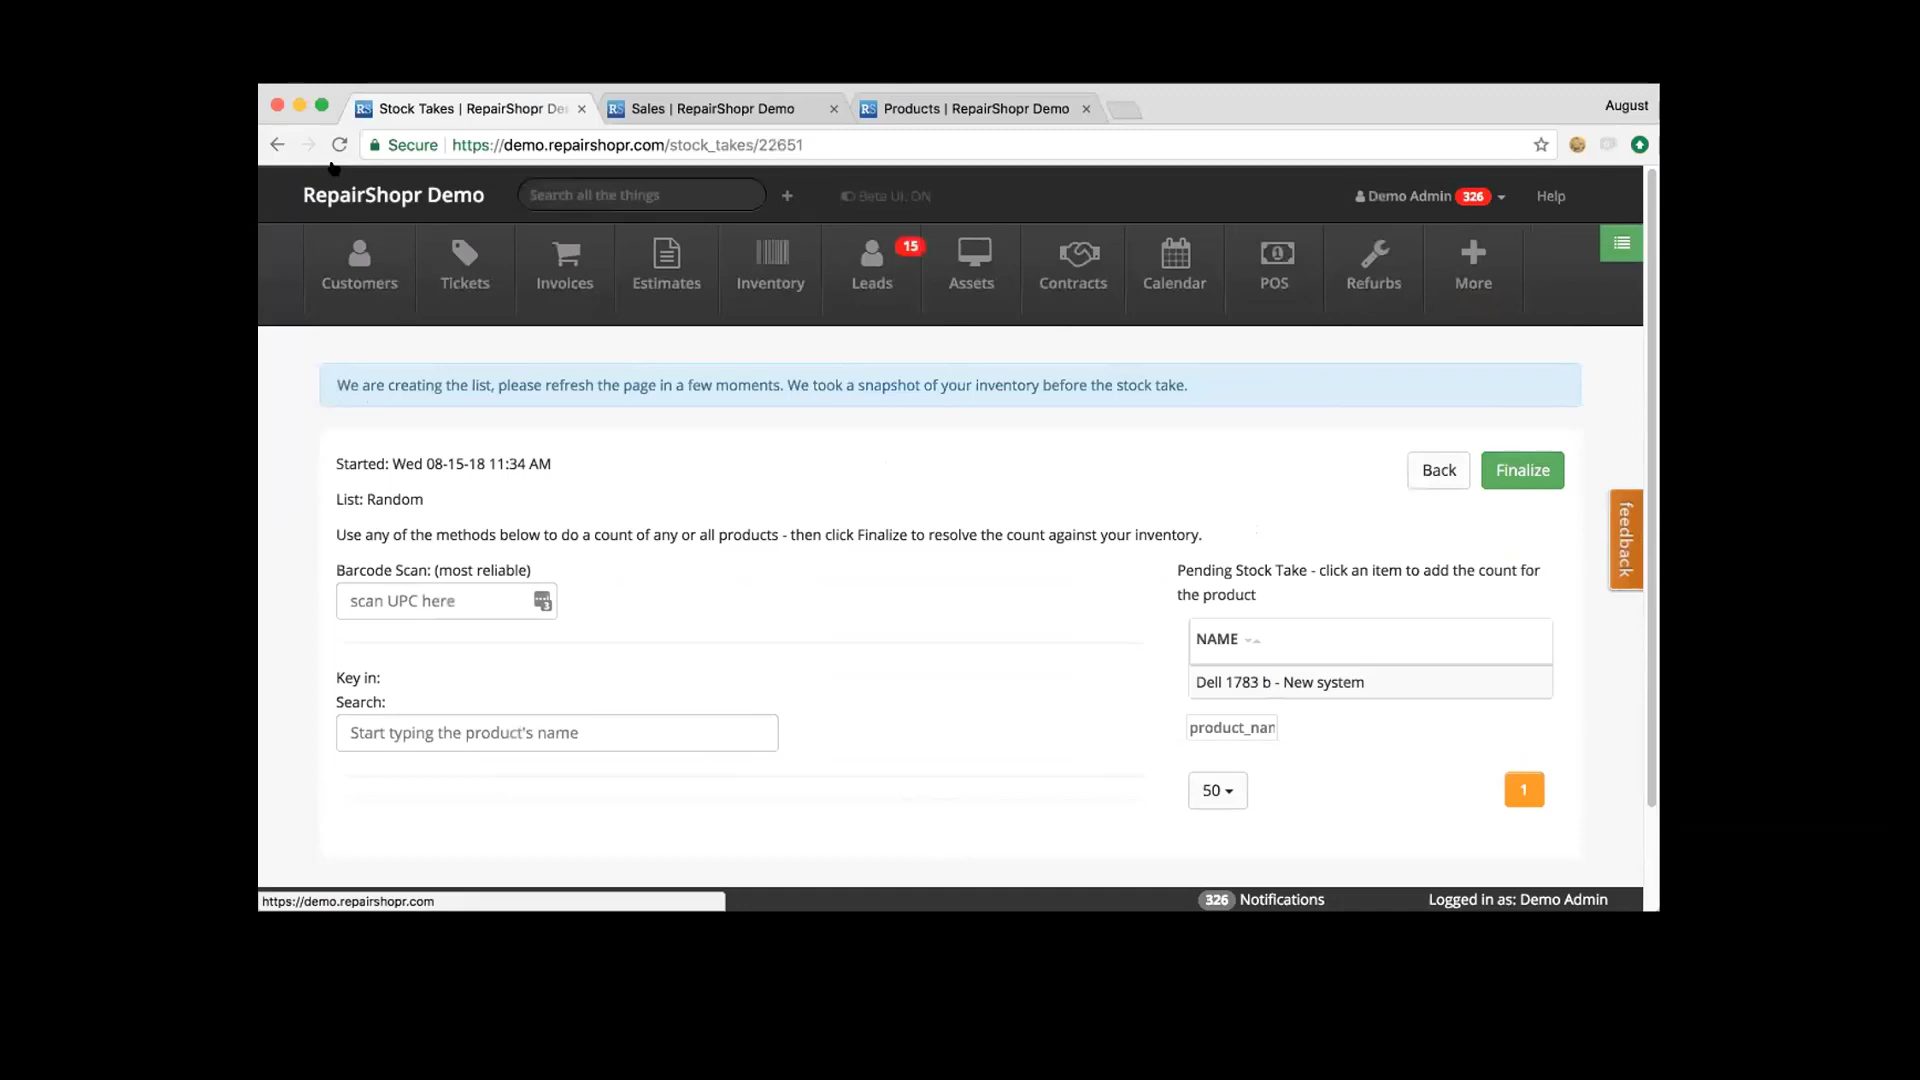 Stock Takes | RepairShopr De
Sales | RepairShopr Demo
Products | RepairShopr Demo
August
Secure
https://demo.repairshopr.com/stock_takes/22651
RepairShopr Demo
Search all the things
Beta UI. ON
Demo Admin 326
Help
Customers
Tickets
Invoices
Estimates
Inventory
Leads
15
Assets
Contracts
Calendar
POS
Refurbs
More
We are creating the list, please refresh the page in a few moments. We took a snapshot of your inventory before the stock take.
Started: Wed 08-15-18 11:34 AM
Back
Finalize
List: Random
Use any of the methods below to do a count of any or all products - then click Finalize to resolve the count against your inventory.
Barcode Scan: (most reliable)
scan UPC here
Key in:
Search:
Start typing the product's name
Pending Stock Take - click an item to add the count for
the product
NAME
Dell 1783 b - New system
product_nar
50
1
feedback
https://demo.repairshopr.com
326 Notifications
Logged in as: Demo Admin